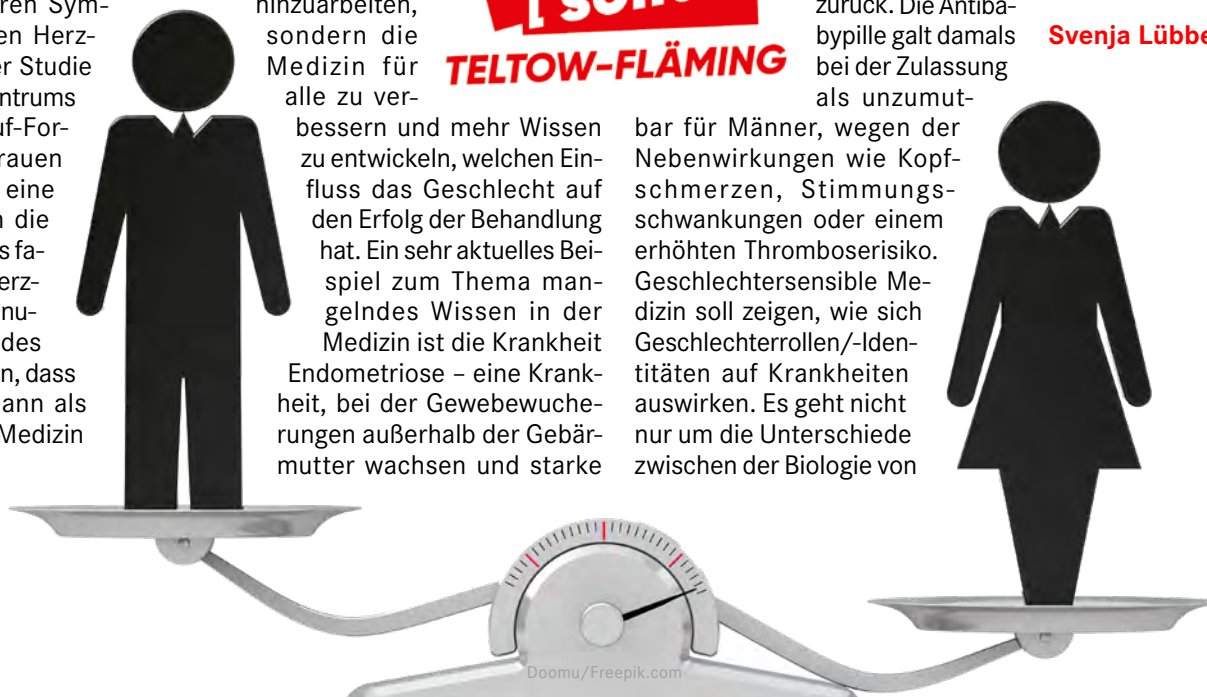 ren Sym-
en Herz-
er Studie
ntrums
uf-For-
rauen
eine
n die
s fa-
erz-
nu-
des
n, dass
ann als
Medizin
hinzuarbeiten,
sondern die
Medizin für
alle zu ver-
bessern und mehr Wissen
zu entwickeln, welchen Ein-
fluss das Geschlecht auf
den Erfolg der Behandlung
hat. Ein sehr aktuelles Bei-
spiel zum Thema man-
gelndes Wissen in der
Medizin ist die Krankheit
Endometriose – eine Krank-
heit, bei der Gewebewuche-
rungen außerhalb der Gebär-
mutter wachsen und starke
TELTOW-FLÄMING
zurück. Die Antiba-
bypille galt damals
bei der Zulassung
als unzumut-
bar für Männer, wegen der
Nebenwirkungen wie Kopf-
schmerzen, Stimmungs-
schwankungen oder einem
erhöhten Thromboserisiko.
Geschlechtersensible Me-
dizin soll zeigen, wie sich
Geschlechterrollen/-Iden-
titäten auf Krankheiten
auswirken. Es geht nicht
nur um die Unterschiede
zwischen der Biologie von
Svenja Lübbe
Doomu/Freepik.com